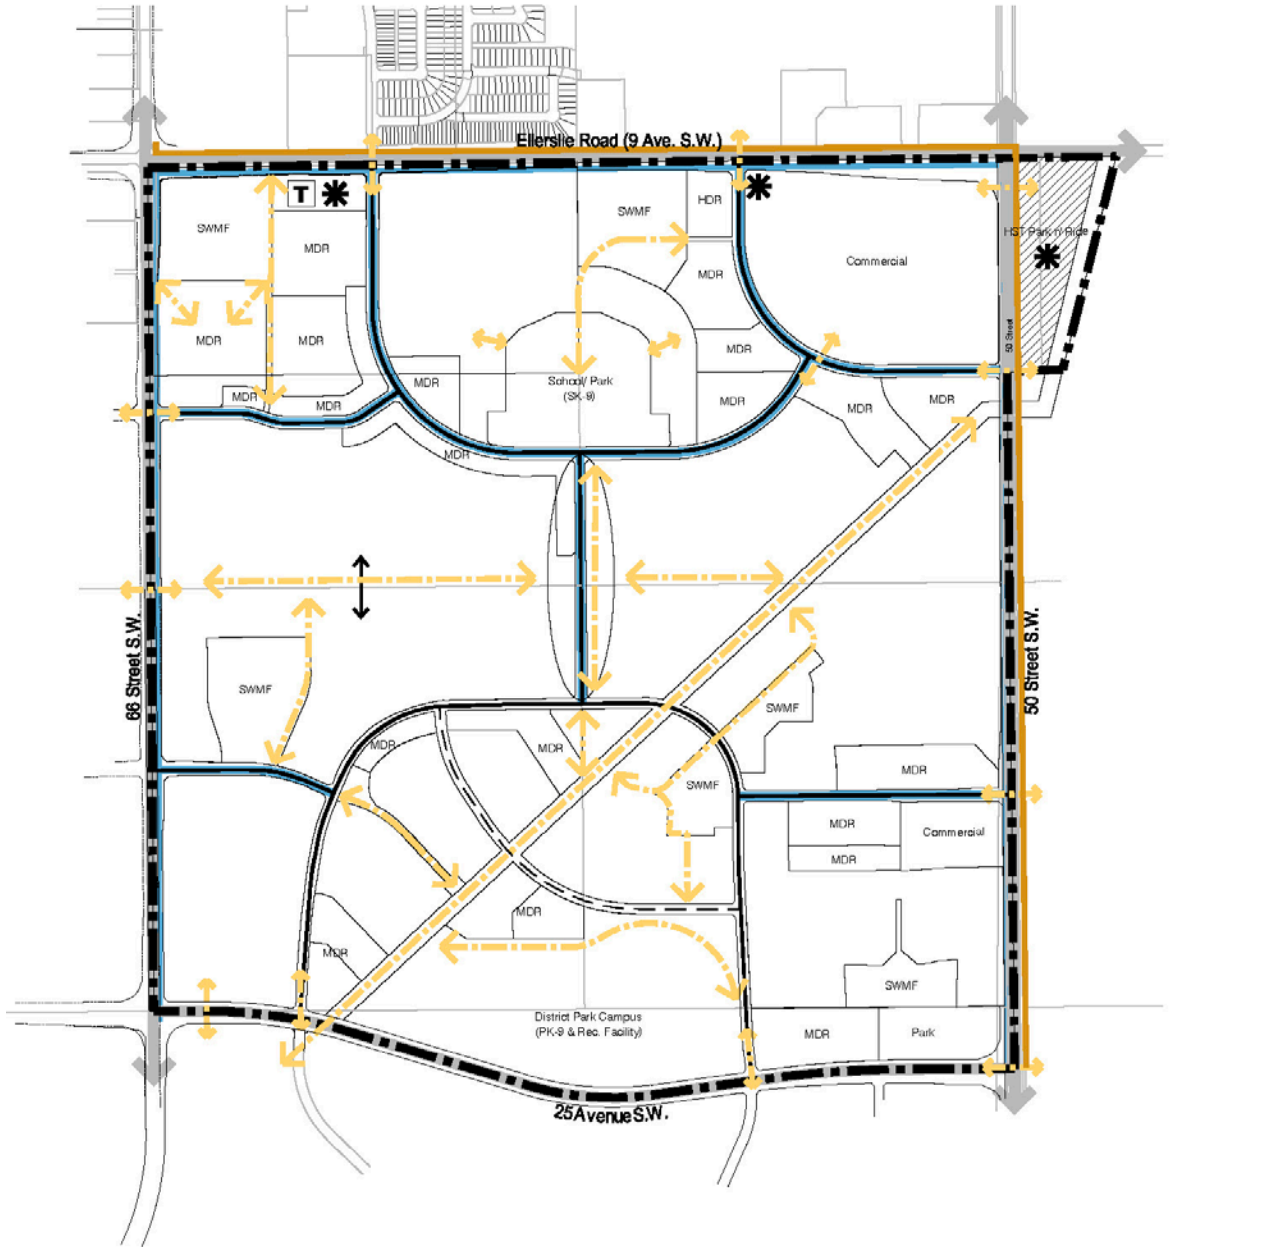 Ellerslie Road (9 Ave. S.W.)
T
SWMF
HDR
SWMF
MDR
HST Park n' Ride
Commercial
MDR
50 Street
MDR
MDR
MDR
School/ Park
(SK-9)
MDR
MDR
MDR
MDR
MDR
MDR
MDR
MDR
66 Street S.W.
50 Street S.W.
SWMF
SWMF
MDR
MDR
MDR
SWMF
MDR
Commercial
MDR
MDR
MDR
SWMF
District Park Campus
(PK-9 & Rec. Facility)
MDR
Park
25 Avenue S.W.